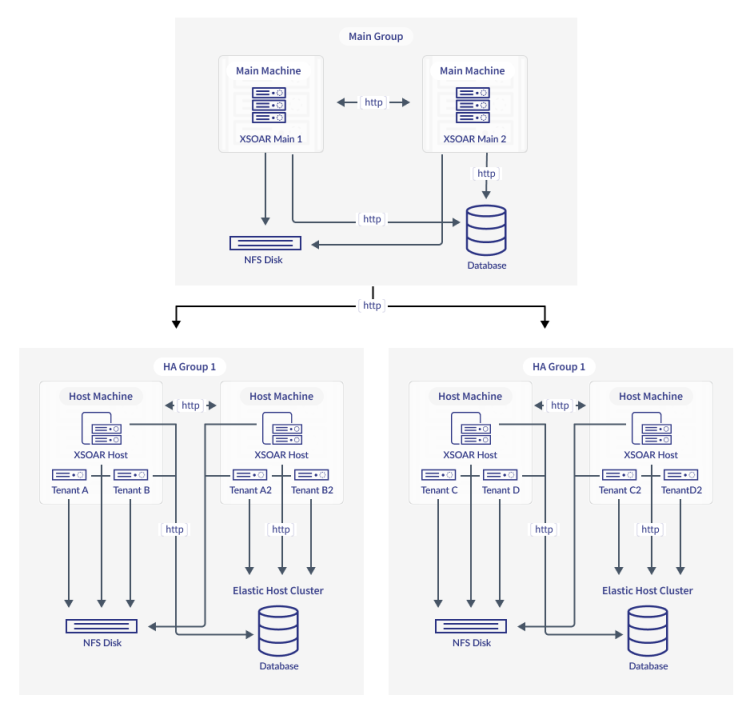 Main Group
Main Machine
Main Machine
http
XSOAR Main 1
XSOAR Main 2
http
http
NFS Disk
Database
http
HA Group 1
Host Machine
Host Machine
http
XSOAR Host
XSOAR Host
Tenant A
Tenant B
Tenant A2
Tenant B2
http
http
Elastic Host Cluster
NFS Disk
Database
HA Group 1
Host Machine
Host Machine
http
XSOAR Host
XSOAR Host
Tenant C
Tenant D
Tenant C2
TenantD2
http
http
Elastic Host Cluster
NFS Disk
Database